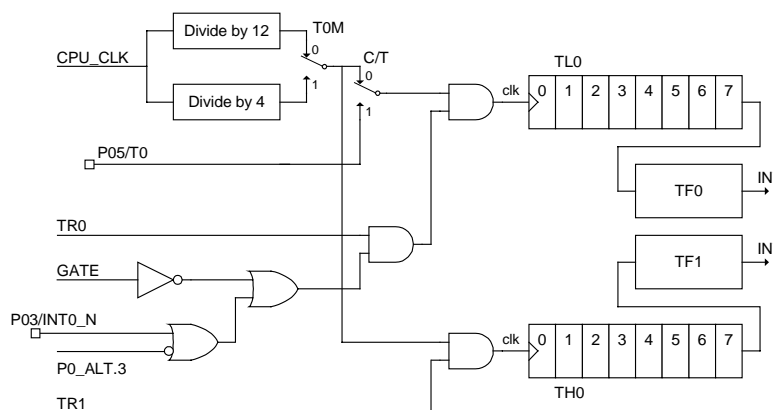 Divide by 12
T0M
CPU_CLK
0
C/T
0
TL0
Divide by 4
1
1
clk
0 1 2 3 4 5 6 7
P05/T0
TF0
IN
TR0
GATE
TF1
IN
P03/INT0_N
clk
0 1 2 3 4 5 6 7
P0_ALT.3
TH0
TR1